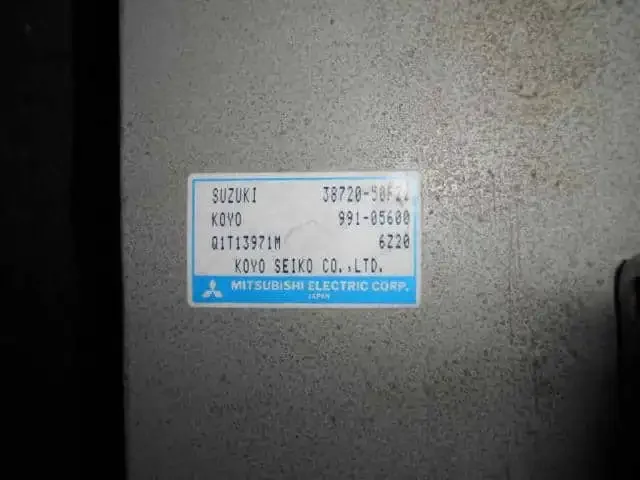 SUZUKI
KOYO 991-05600
Q1T13971M 6Z20
KOYO SEIKO CO.,LTD.
MITSUBISHI ELECTRIC CORP.
JAPAN